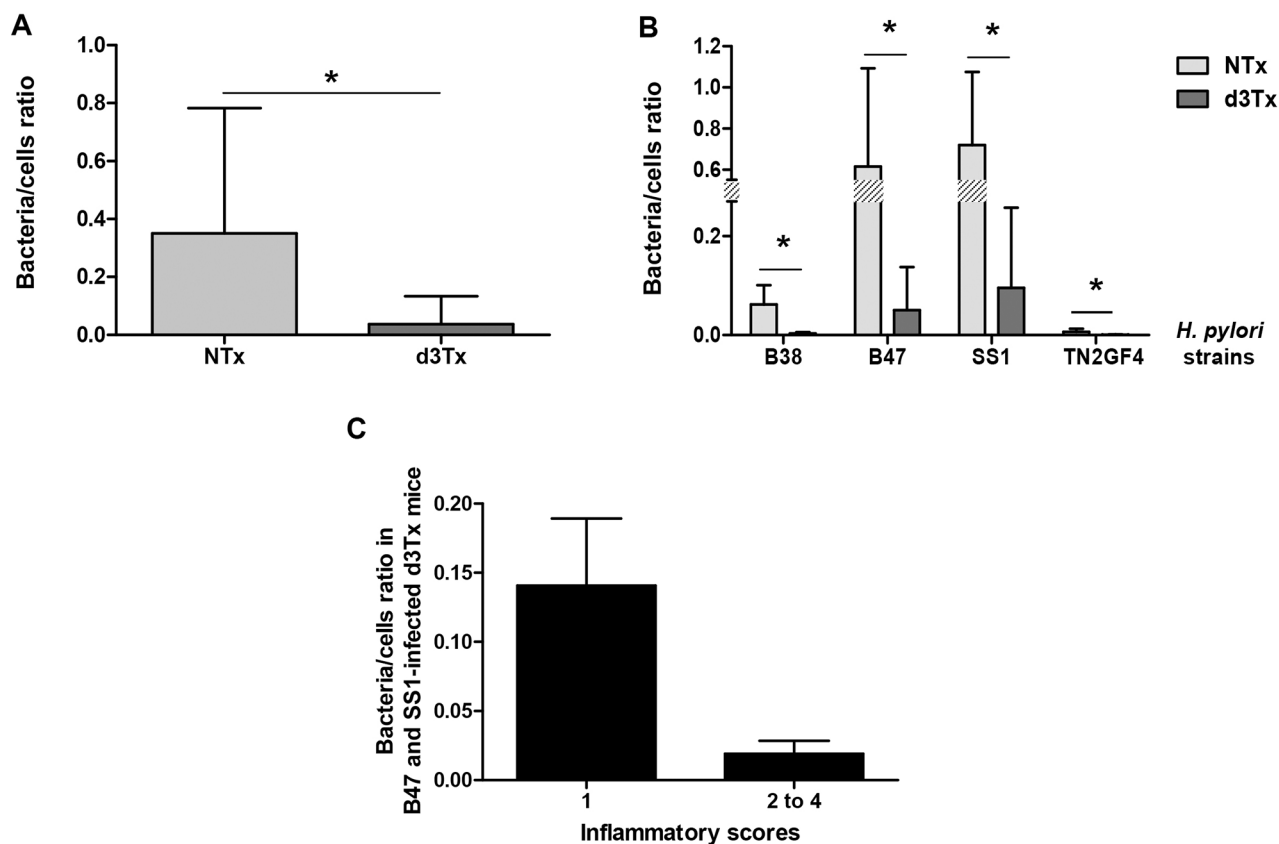 A
Bacteria/cells ratio
1.0
0.8
0.6
0.4
0.2
0.0
*
NTx
d3Tx
B
Bacteria/cells ratio
1.2
1.0
0.8
0.6
0.2
0.0
*
*
*
*
B38
B47
SS1
TN2GF4
H. pylori
strains
NTx
d3Tx
C
Bacteria/cells ratio in
B47 and SS1-infected d3Tx mice
0.20
0.15
0.10
0.05
0.00
1
2 to 4
Inflammatory scores